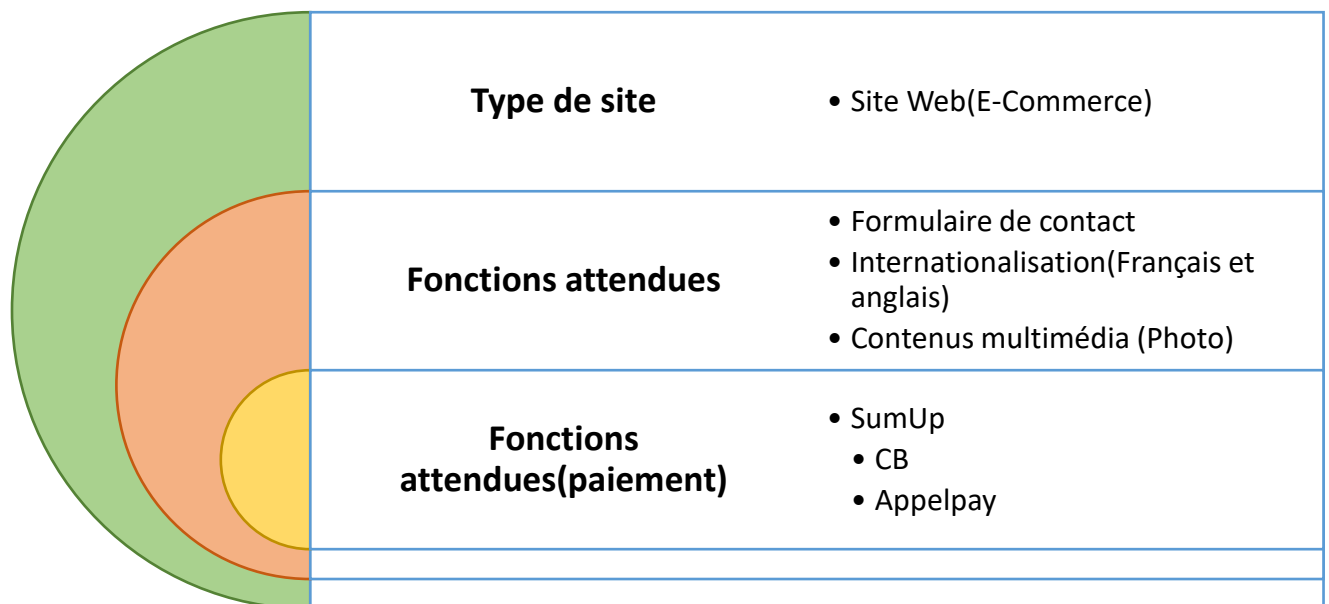 Type de site
• Site Web(E-Commerce)
Fonctions attendues
• Formulaire de contact
• Internationalisation(Français et
anglais)
• Contenus multimédia (Photo)
Fonctions
attendues(paiement)
• SumUp
• CB
• Appelpay